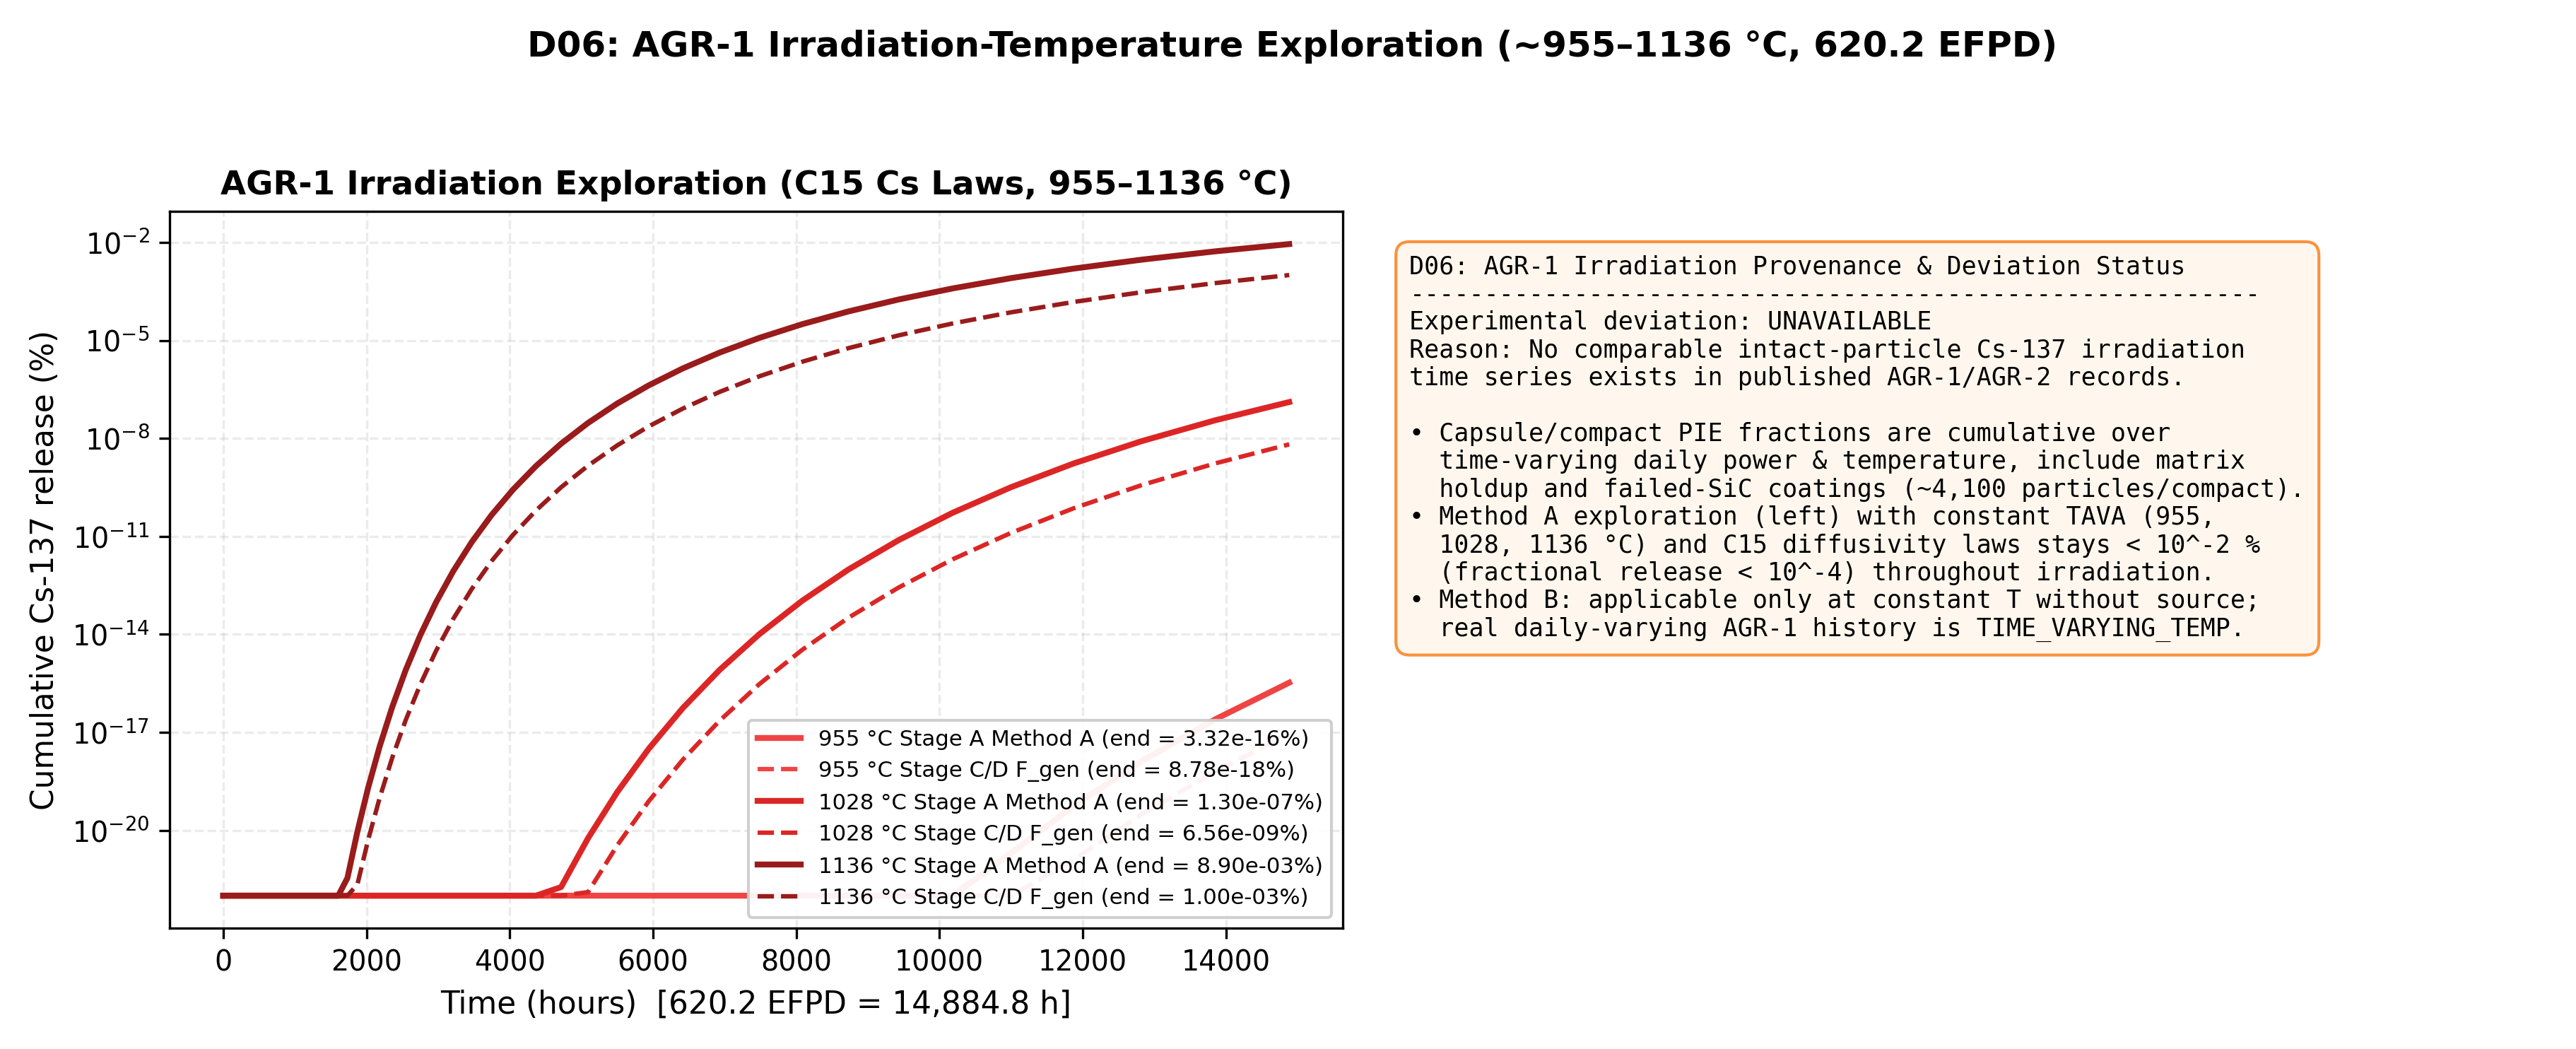 D06: AGR-1 Irradiation-Temperature Exploration (~955–1136 °C, 620.2 EFPD)
AGR-1 Irradiation Exploration (C15 Cs Laws, 955–1136 °C)
Cumulative Cs-137 release (%)
10⁻²
10⁻⁵
10⁻⁸
10⁻¹¹
10⁻¹⁴
10⁻¹⁷
10⁻²⁰
955 °C Stage A Method A (end = 3.32e-16%)
955 °C Stage C/D F_gen (end = 8.78e-18%)
1028 °C Stage A Method A (end = 1.30e-07%)
1028 °C Stage C/D F_gen (end = 6.56e-09%)
1136 °C Stage A Method A (end = 8.90e-03%)
1136 °C Stage C/D F_gen (end = 1.00e-03%)
0 2000 4000 6000 8000 10000 12000 14000
Time (hours) [620.2 EFPD = 14,884.8 h]
D06: AGR-1 Irradiation Provenance & Deviation Status
---------------------------------------------------------
Experimental deviation: UNAVAILABLE
Reason: No comparable intact-particle Cs-137 irradiation
time series exists in published AGR-1/AGR-2 records.
• Capsule/compact PIE fractions are cumulative over
time-varying daily power & temperature, include matrix
holdup and failed-SiC coatings (~4,100 particles/compact).
• Method A exploration (left) with constant TAVA (955,
1028, 1136 °C) and C15 diffusivity laws stays < 10^-2 %
(fractional release < 10^-4) throughout irradiation.
• Method B: applicable only at constant T without source;
real daily-varying AGR-1 history is TIME_VARYING_TEMP.